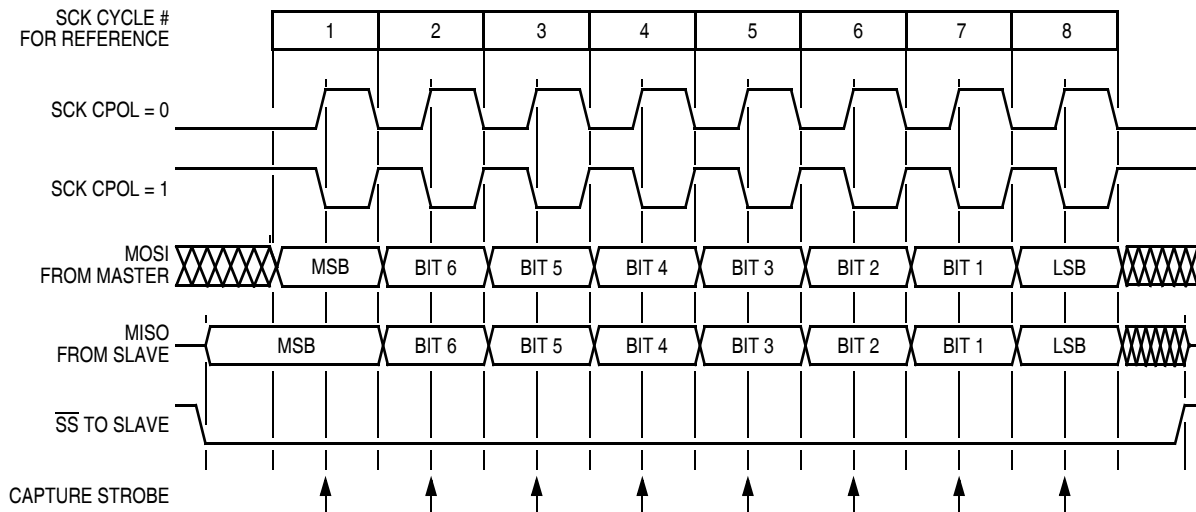 SCK CYCLE #
FOR REFERENCE
1 2 3 4 5 6 7 8
SCK CPOL = 0
SCK CPOL = 1
MOSI
FROM MASTER
MSB BIT 6 BIT 5 BIT 4 BIT 3 BIT 2 BIT 1 LSB
MISO
FROM SLAVE
MSB BIT 6 BIT 5 BIT 4 BIT 3 BIT 2 BIT 1 LSB
S̅S̅ TO SLAVE
CAPTURE STROBE